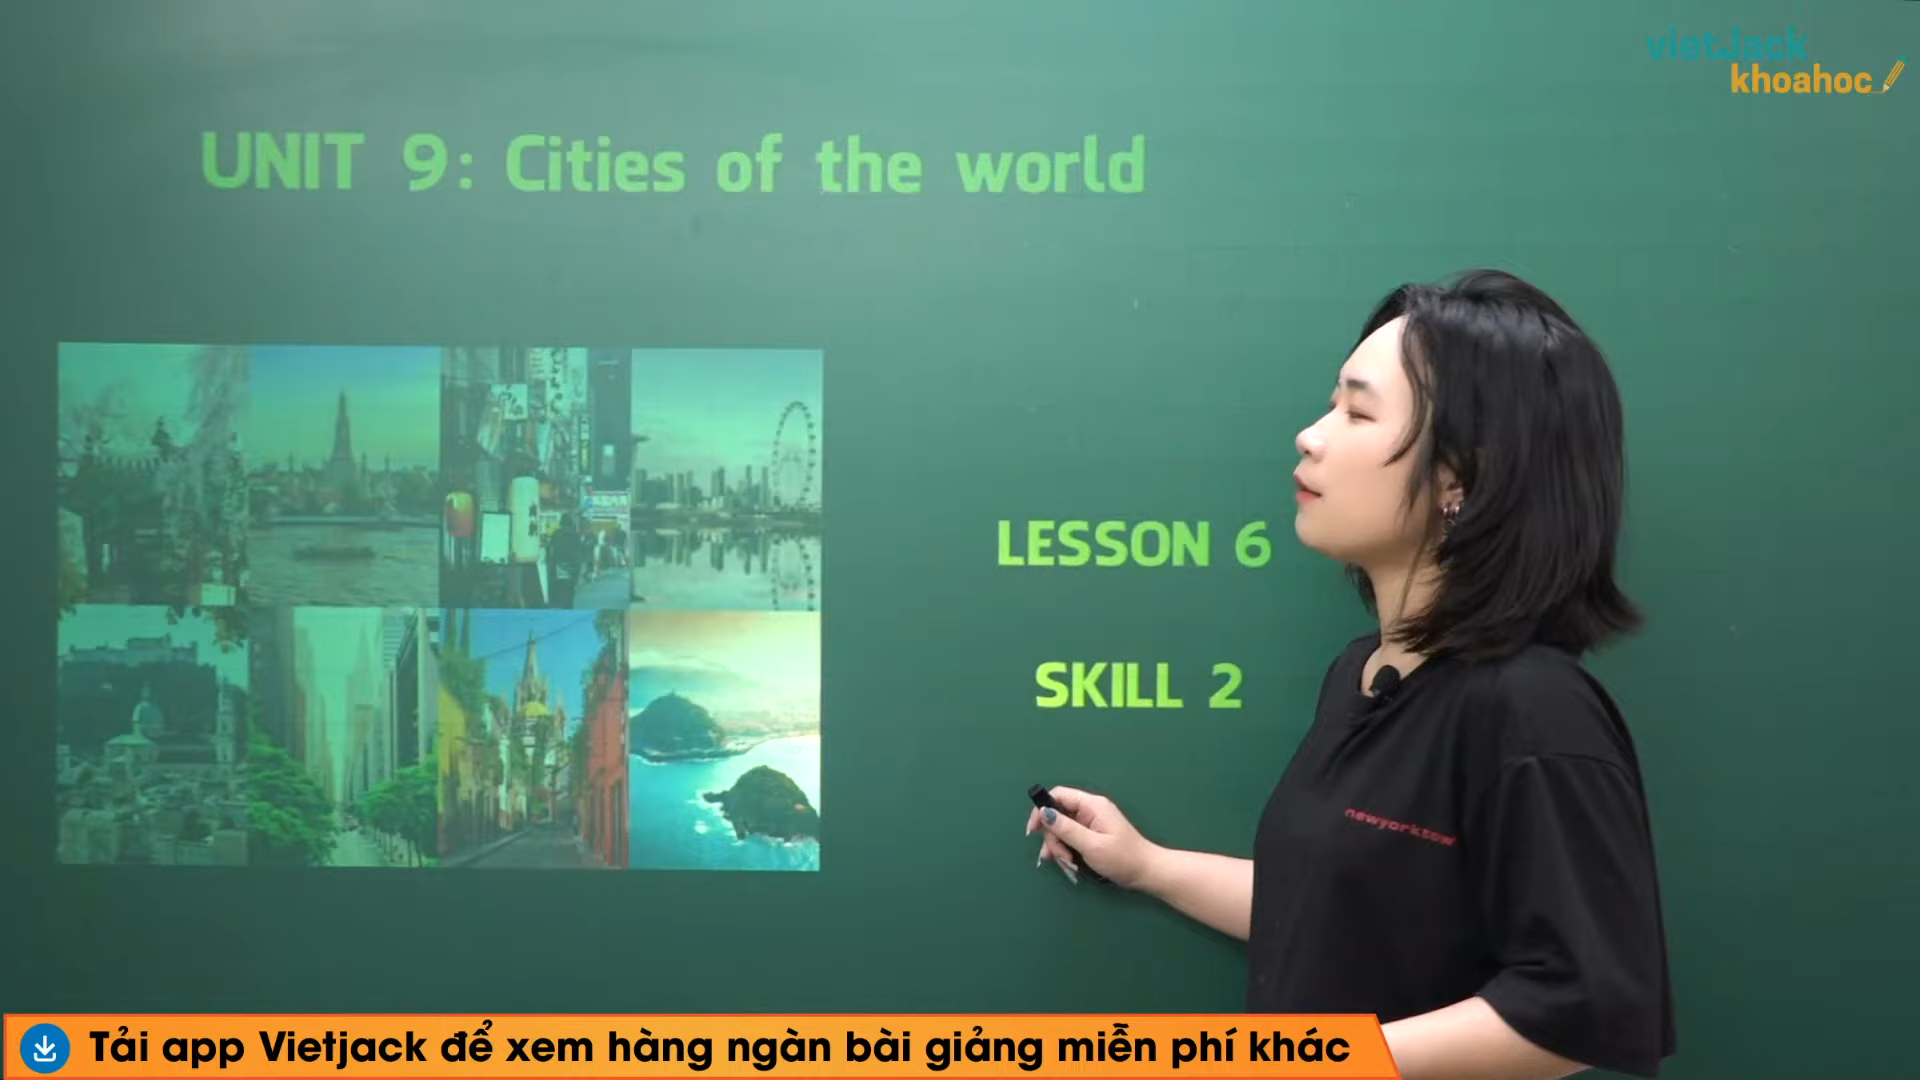 vietJack
khoahoc
UNIT 9: Cities of the world
LESSON 6
SKILL 2
newyorktow
Tải app Vietjack để xem hàng ngàn bài giảng miễn phí khác